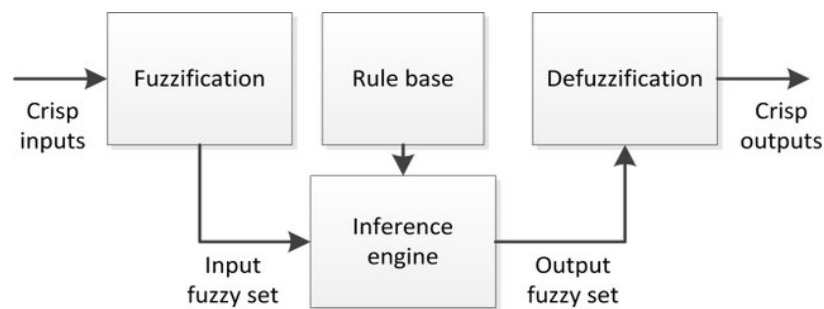 Fuzzification
Rule base
Defuzzification
Crisp
inputs
Crisp
outputs
Inference
engine
Input
fuzzy set
Output
fuzzy set